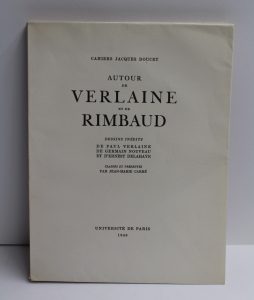 CAHIERS JACQUES DOUCET
AUTOUR
DE
VERLAINE
ET DE
RIMBAUD
DESSINS INÉDITS
DE PAUL VERLAINE
DE GERMAIN NOUVEAU
ET D'ERNEST DELAHAYE
CLASSÉS ET PRÉSENTÉS
PAR JEAN-MARIE CARRÉ
UNIVERSITÉ DE PARIS